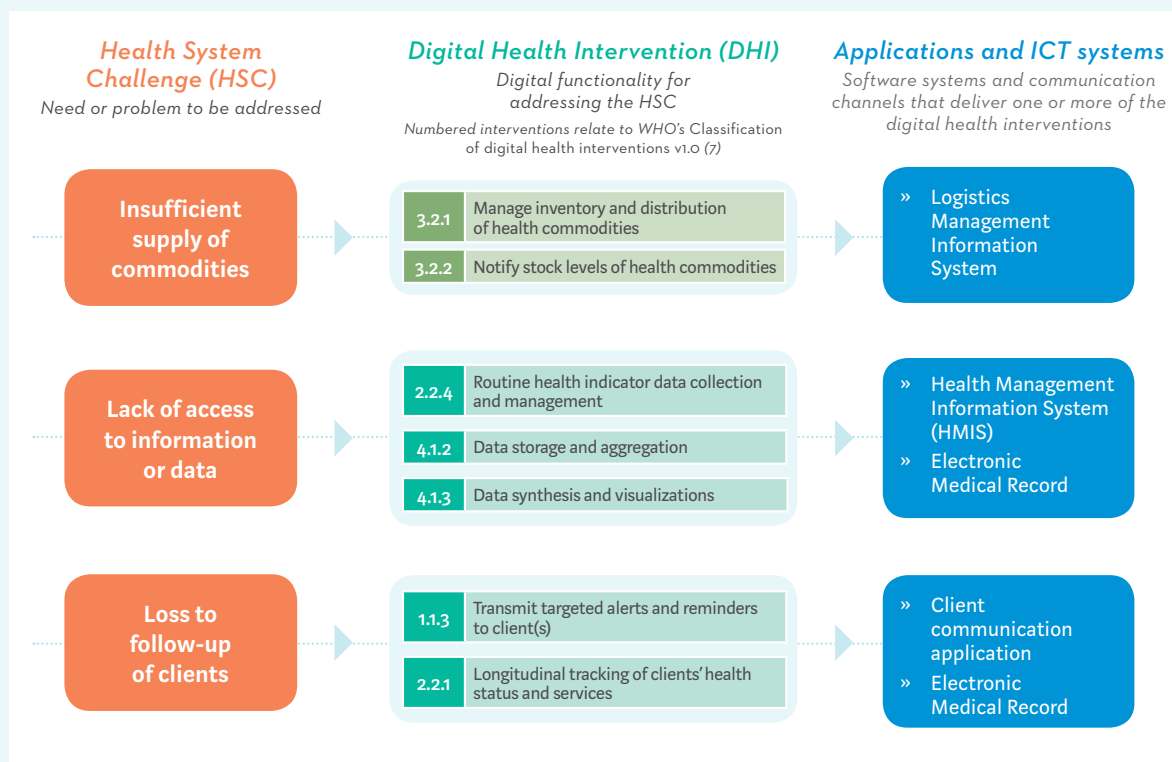 Health System
Challenge (HSC)
Need or problem to be addressed
Digital Health Intervention (DHI)
Digital functionality for
addressing the HSC
Numbered interventions relate to WHO's Classification
of digital health interventions v1.0 (7)
Applications and ICT systems
Software systems and communication
channels that deliver one or more of the
digital health interventions
Insufficient
supply of
commodities
3.2.1
Manage inventory and distribution
of health commodities
3.2.2
Notify stock levels of health commodities
» Logistics
Management
Information
System
Lack of access
to information
or data
2.2.4
Routine health indicator data collection
and management
4.1.2
Data storage and aggregation
4.1.3
Data synthesis and visualizations
» Health Management
Information System
(HMIS)
» Electronic
Medical Record
Loss to
follow-up
of clients
1.1.3
Transmit targeted alerts and reminders
to client(s)
2.2.1
Longitudinal tracking of clients' health
status and services
» Client
communication
application
» Electronic
Medical Record